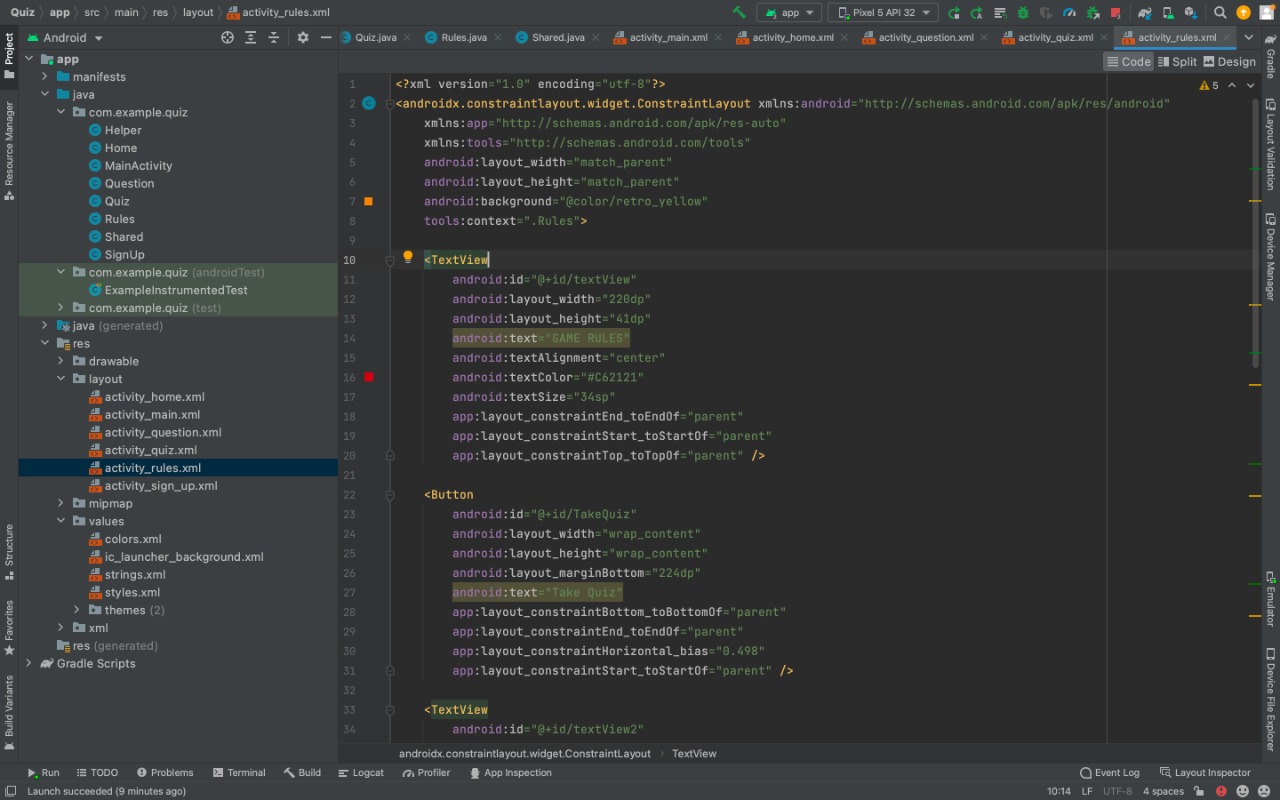 Quiz › app › src › main › res › layout › activity_rules.xml
app
Pixel 5 API 32
Android
Quiz.java
Rules.java
Shared.java
activity_main.xml
activity_home.xml
activity_question.xml
activity_quiz.xml
activity_rules.xml
Code
Split
Design
Project
Resource Manager
Structure
Favorites
Build Variants
app
manifests
java
com.example.quiz
Helper
Home
MainActivity
Question
Quiz
Rules
Shared
SignUp
com.example.quiz (androidTest)
ExampleInstrumentedTest
com.example.quiz (test)
java (generated)
res
drawable
layout
activity_home.xml
activity_main.xml
activity_question.xml
activity_quiz.xml
activity_rules.xml
activity_sign_up.xml
mipmap
values
colors.xml
ic_launcher_background.xml
strings.xml
styles.xml
themes (2)
xml
res (generated)
Gradle Scripts
5
1 <?xml version="1.0" encoding="utf-8"?>
2 <androidx.constraintlayout.widget.ConstraintLayout xmlns:android="http://schemas.android.com/apk/res/android"
3 xmlns:app="http://schemas.android.com/apk/res-auto"
4 xmlns:tools="http://schemas.android.com/tools"
5 android:layout_width="match_parent"
6 android:layout_height="match_parent"
7 android:background="@color/retro_yellow"
8 tools:context=".Rules">
9
10 <TextView
11 android:id="@+id/textView"
12 android:layout_width="220dp"
13 android:layout_height="41dp"
14 android:text="GAME RULES"
15 android:textAlignment="center"
16 android:textColor="#C62121"
17 android:textSize="34sp"
18 app:layout_constraintEnd_toEndOf="parent"
19 app:layout_constraintStart_toStartOf="parent"
20 app:layout_constraintTop_toTopOf="parent" />
21
22 <Button
23 android:id="@+id/TakeQuiz"
24 android:layout_width="wrap_content"
25 android:layout_height="wrap_content"
26 android:layout_marginBottom="224dp"
27 android:text="Take Quiz"
28 app:layout_constraintBottom_toBottomOf="parent"
29 app:layout_constraintEnd_toEndOf="parent"
30 app:layout_constraintHorizontal_bias="0.498"
31 app:layout_constraintStart_toStartOf="parent" />
32
33 <TextView
34 android:id="@+id/textView2"
androidx.constraintlayout.widget.ConstraintLayout › TextView
Gradle
Layout Validation
Device Manager
Emulator
Device File Explorer
Run
TODO
Problems
Terminal
Build
Logcat
Profiler
App Inspection
Event Log
Layout Inspector
Launch succeeded (9 minutes ago)
10:14 LF UTF-8 4 spaces